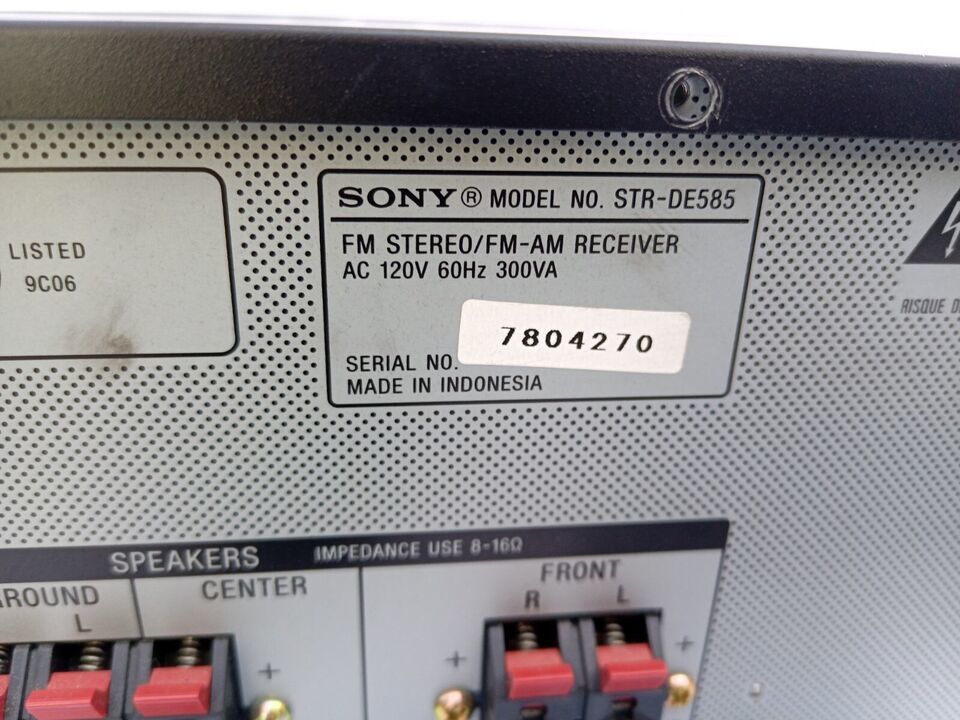 SONY® MODEL NO. STR-DE585
FM STEREO/FM-AM RECEIVER
AC 120V 60Hz 300VA
7804270
SERIAL NO.
MADE IN INDONESIA
LISTED
9C06
RISQUE
SPEAKERS IMPEDANCE USE 8-16Ω
L
CENTER
+
FRONT
R L
+ +